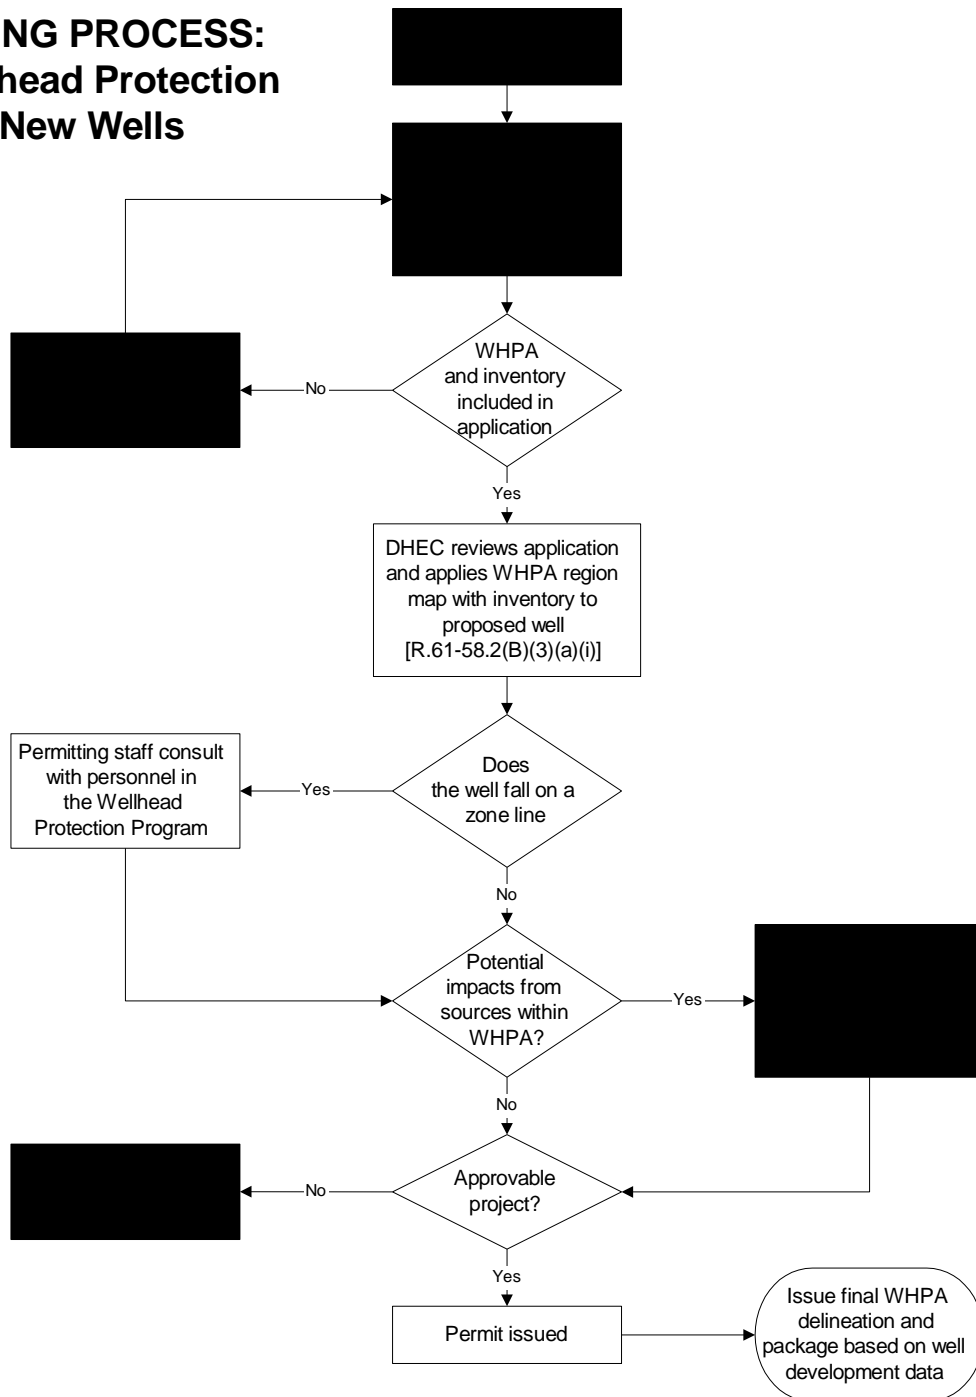 NG PROCESS:
head Protection
New Wells
WHPA
and inventory
included in
application
No
Yes
DHEC reviews application
and applies WHPA region
map with inventory to
proposed well
[R.61-58.2(B)(3)(a)(i)]
Permitting staff consult
with personnel in
the Wellhead
Protection Program
Yes
Does
the well fall on a
zone line
No
Potential
impacts from
sources within
WHPA?
Yes
No
Approvable
project?
No
Yes
Permit issued
Issue final WHPA
delineation and
package based on well
development data